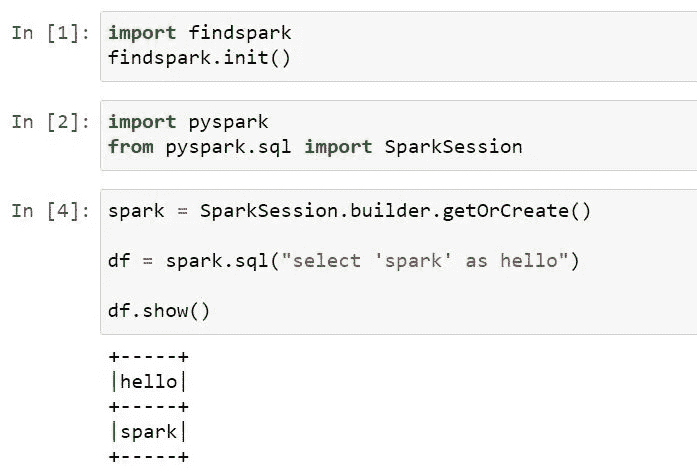 In [1]: import findspark
findspark.init()
In [2]: import pyspark
from pyspark.sql import SparkSession
In [4]: spark = SparkSession.builder.getOrCreate()
df = spark.sql("select 'spark' as hello")
df.show()
+-----+
|hello|
+-----+
|spark|
+-----+